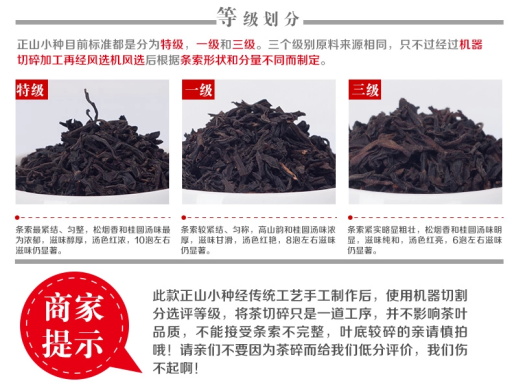 等级划分
正山小种目前标准都是分为特级，一级和三级。三个级别原料来源相同，只不过经过机器
切碎加工再经风选机风选后根据条索形状和分量不同而制定。
特级
一级
三级
条索最紧结、匀整，松烟香和桂圆汤味最
为浓郁，滋味醇厚，汤色红浓，10泡左右
滋味仍显著。
条索较紧结、匀称，高山韵和桂圆汤味浓
厚，滋味甘滑，汤色红艳，8泡左右滋味
仍显著。
条索紧实略显粗壮，松烟香和桂圆汤味明
显，滋味纯和，汤色红亮，6泡左右滋味
仍显著。
商家
提示
此款正山小种经传统工艺手工制作后，使用机器切割
分选评等级，将茶切碎只是一道工序，并不影响茶叶
品质，不能接受条索不完整，叶底较碎的亲请慎拍
哦！请亲们不要因为茶碎而给我们低分评价，我们伤
不起啊！